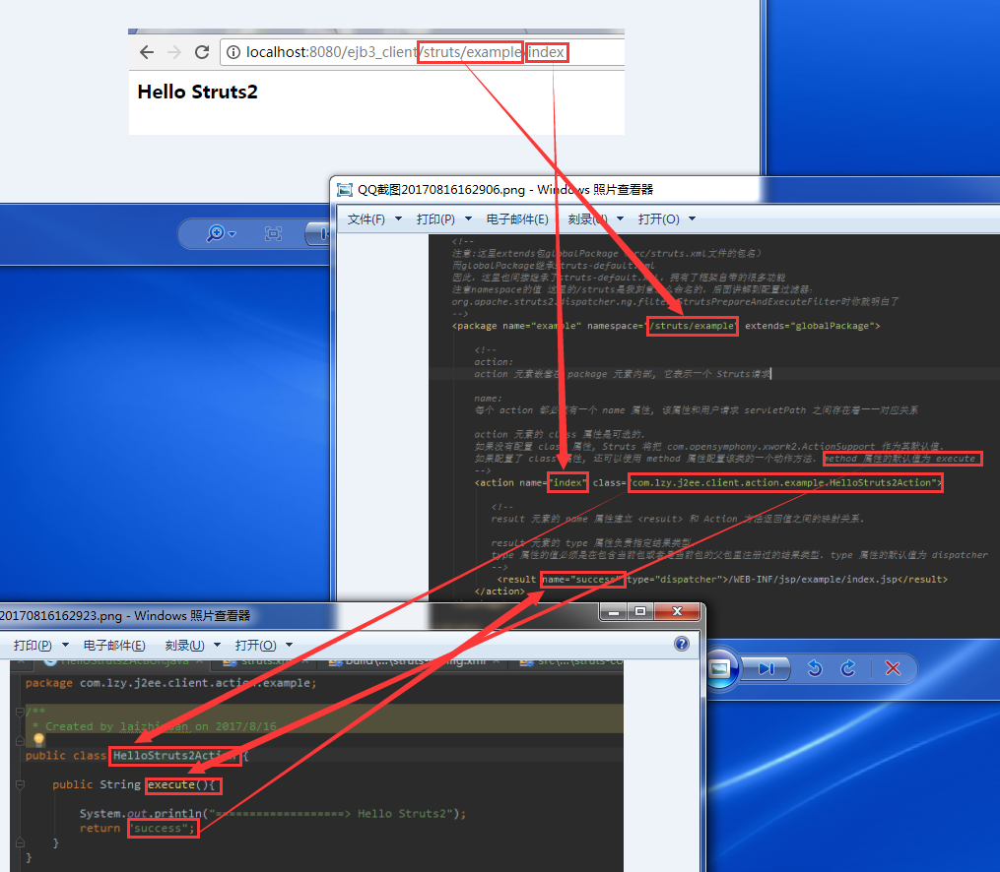 localhost:8080/ejb3_client/struts/example/index
Hello Struts2
QQ截图20170816162906.png - Windows 照片查看器
文件(F) 打印(P) 电子邮件(E) 刻录(U) 打开(O)
<!--
注意:这里extends包globalPackage (src/struts.xml文件的包名)
而globalPackage继承struts-default.xml
因此，这里也间接继承了struts-default.xml，拥有了框架自带的很多功能
注意namespace的值 这里的/struts是我刻意这么命名的，后面讲解到配置过滤器：
org.apache.struts2.dispatcher.ng.filter.StrutsPrepareAndExecuteFilter时你就明白了
-->
<package name="example" namespace="/struts/example" extends="globalPackage">
<!--
action:
action 元素嵌套在 package 元素内部, 它表示一个 Struts请求
name:
每个 action 都必须有一个 name 属性, 该属性和用户请求 servletPath 之间存在着一一对应关系
action 元素的 class 属性是可选的.
如果没有配置 class 属性, Struts 将把 com.opensymphony.xwork2.ActionSupport 作为其默认值.
如果配置了 class 属性, 还可以使用 method 属性配置该类的一个动作方法. method 属性的默认值为 execute
-->
<action name="index" class="com.lzy.j2ee.client.action.example.HelloStruts2Action">
<!--
result 元素的 name 属性建立 <result> 和 Action 方法返回值之间的映射关系.
result 元素的 type 属性负责指定结果类型.
type 属性的值必须是在包含当前包或者是当前包的父包里注册过的结果类型. type 属性的默认值为 dispatcher
-->
<result name="success" type="dispatcher">/WEB-INF/jsp/example/index.jsp</result>
</action>
20170816162923.png - Windows 照片查看器
打印(P) 电子邮件(E) 刻录(U) 打开(O)
HelloStruts2Action.java
package com.lzy.j2ee.client.action.example;
/**
* Created by on 2017/8/16.
public class HelloStruts2Action {
public String execute(){
System.out.println("===================> Hello Struts2");
return "success";
}
}